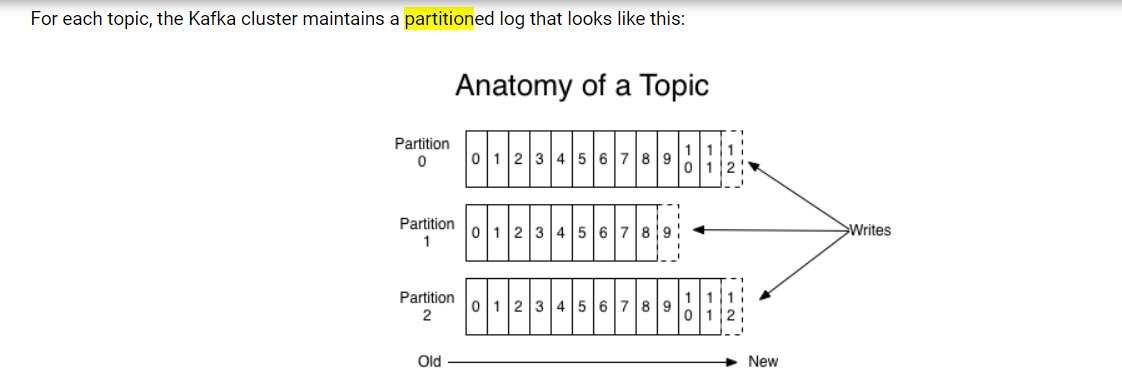 For each topic, the Kafka cluster maintains a partitioned log that looks like this:
Anatomy of a Topic
Partition
0
0 1 2 3 4 5 6 7 8 9 10 11 12
Partition
1
0 1 2 3 4 5 6 7 8 9
Writes
Partition
2
0 1 2 3 4 5 6 7 8 9 10 11 12
Old New